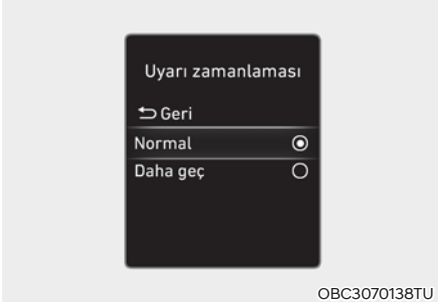 Uyarı zamanlaması
Geri
Normal
Daha geç
OBC3070138TU